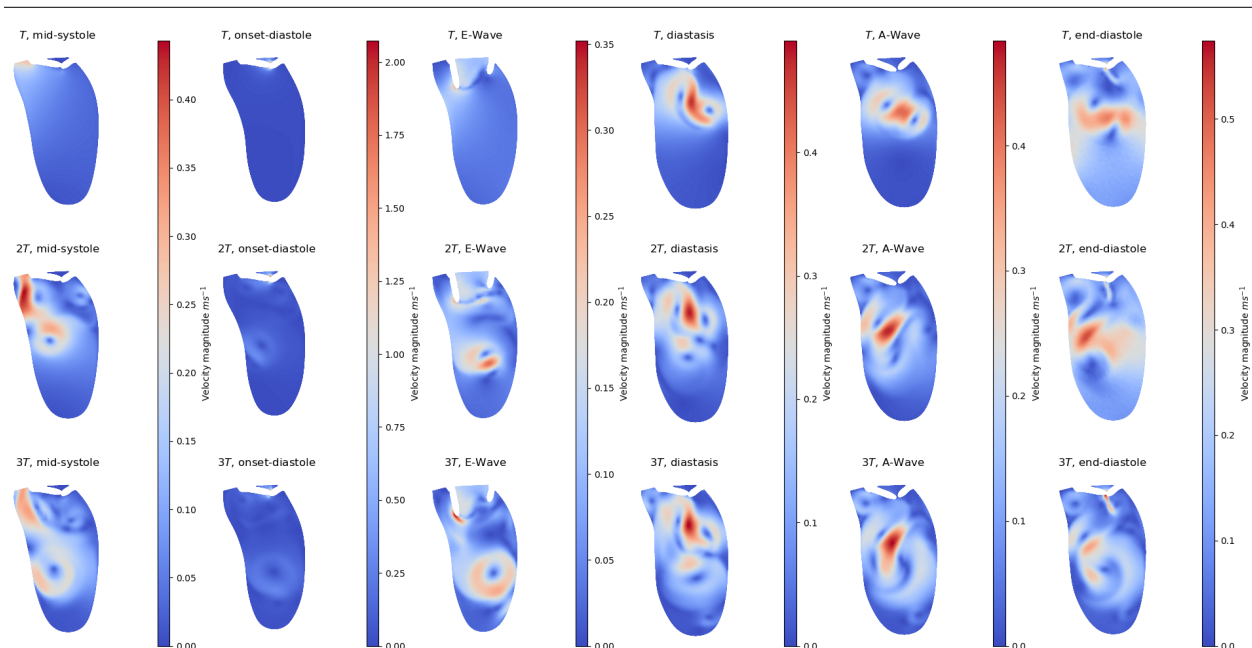 T, mid-systole
T, onset-diastole
T, E-Wave
T, diastasis
T, A-Wave
T, end-diastole
2T, mid-systole
2T, onset-diastole
2T, E-Wave
2T, diastasis
2T, A-Wave
2T, end-diastole
3T, mid-systole
3T, onset-diastole
3T, E-Wave
3T, diastasis
3T, A-Wave
3T, end-diastole
0.40
0.35
0.30
0.25
0.20
0.15
0.10
0.05
0.00
Velocity magnitude ms⁻¹
2.00
1.75
1.50
1.25
1.00
0.75
0.50
0.25
0.00
Velocity magnitude ms⁻¹
0.35
0.30
0.25
0.20
0.15
0.10
0.05
0.00
Velocity magnitude ms⁻¹
0.4
0.3
0.2
0.1
0.0
Velocity magnitude ms⁻¹
0.4
0.3
0.2
0.1
0.0
Velocity magnitude ms⁻¹
0.5
0.4
0.3
0.2
0.1
0.0
Velocity magnitude ms⁻¹